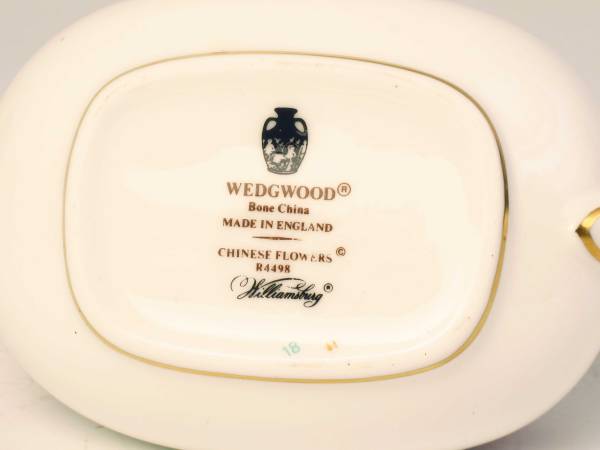 WEDGWOOD®
Bone China
MADE IN ENGLAND
CHINESE FLOWERS ©
R4498
Williamsburg ®
18